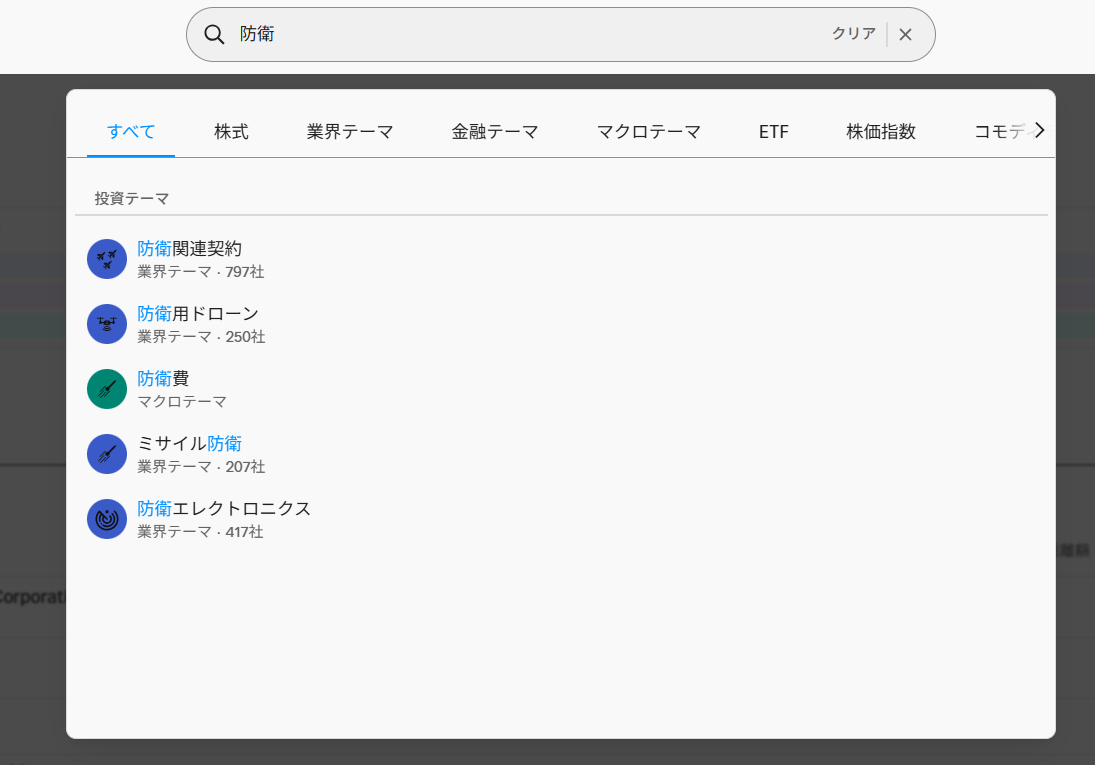 防衛
クリア
すべて 株式 業界テーマ 金融テーマ マクロテーマ ETF 株価指数 コモディ
投資テーマ
防衛関連契約
業界テーマ · 797社
防衛用ドローン
業界テーマ · 250社
防衛費
マクロテーマ
ミサイル防衛
業界テーマ · 207社
防衛エレクトロニクス
業界テーマ · 417社